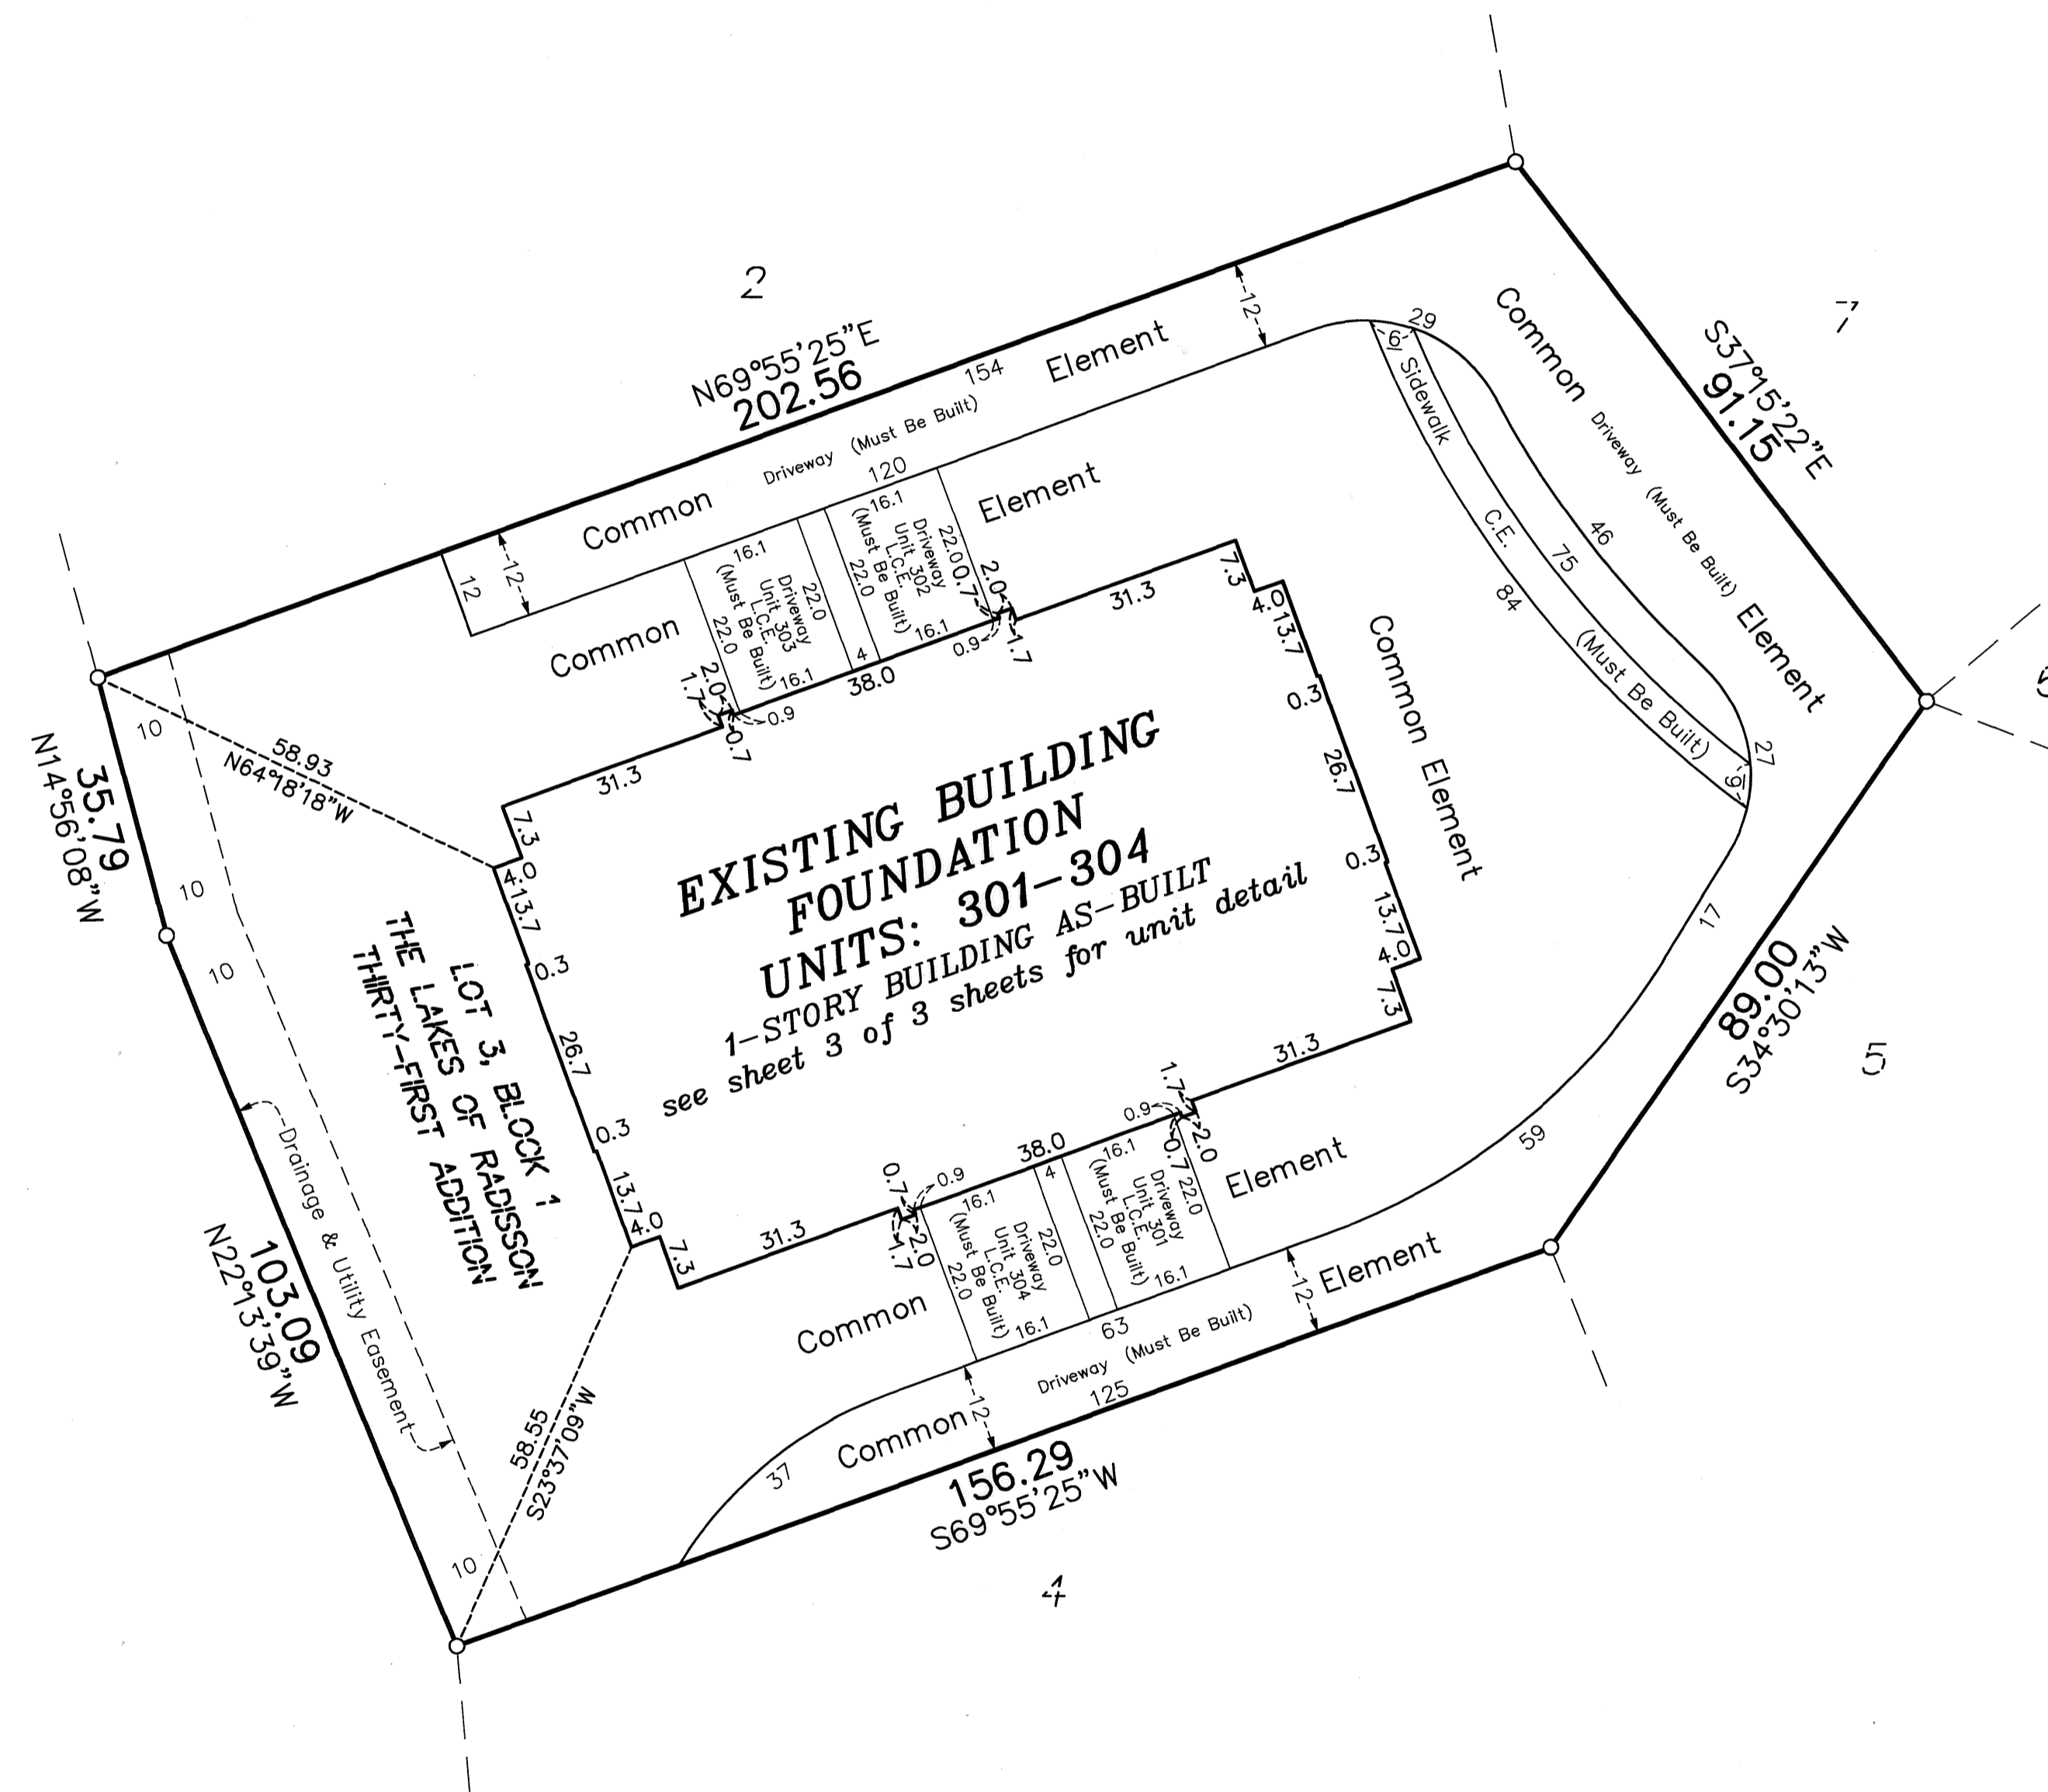 2
7
N69°55'25"E
202.56
S37°15'22"E
91.15
12
12
12
154
Common
Driveway (Must Be Built)
Element
120
Common
Driveway (Must Be Built)
Element
29
6'
Sidewalk
C.E.
(Must Be Built)
46
75
84
27
6'
17
59
Common
Element
16.1
22.0
Driveway
Unit 303
L.C.E.
(Must Be Built)
22.0
16.1
4
16.1
22.0
Driveway
Unit 302
L.C.E.
(Must Be Built)
22.0
16.1
38.0
2.0
1.7
0.7
0.9
0.7
2.0
0.9
1.7
31.3
31.3
7.3
4.0
13.7
0.3
26.7
0.3
13.7
4.0
7.3
31.3
7.3
4.0
13.7
0.3
26.7
0.3
13.7
4.0
7.3
31.3
Common Element
EXISTING BUILDING
FOUNDATION
UNITS: 301-304
1-STORY BUILDING AS-BUILT
see sheet 3 of 3 sheets for unit detail
58.93
N64°18'18"W
10
10
10
10
35.79
N14°56'08"W
LOT 3, BLOCK 1
THE LAKES OF RADISSON
THIRTY-FIRST ADDITION
Drainage & Utility Easement
103.09
N22°13'39"W
58.55
S23°37'09"W
0.7
0.9
2.0
1.7
38.0
1.7
0.9
2.0
0.7
16.1
22.0
Driveway
Unit 304
L.C.E.
(Must Be Built)
22.0
16.1
4
16.1
22.0
Driveway
Unit 301
L.C.E.
(Must Be Built)
22.0
16.1
Common
Element
63
12
12
37
Common
Driveway (Must Be Built)
Element
125
156.29
S69°55'25"W
89.00
S34°30'13"W
5
4